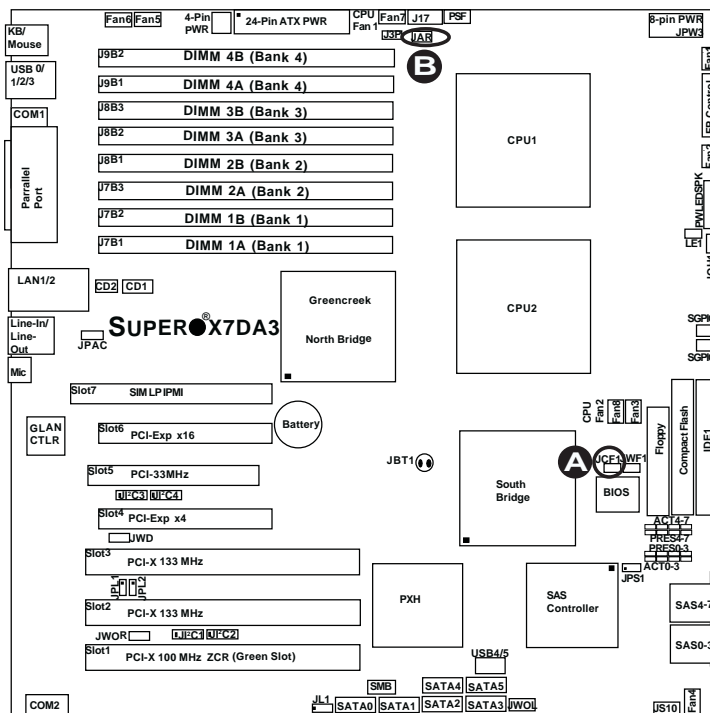 Fan6 Fan5
4-Pin
PWR
24-Pin ATX PWR
CPU
Fan 1
Fan7
J17
PSF
8-pin PWR
JPW3
J3P
JAR
B
KB/
Mouse
USB 0/
1/2/3
COM1
Parrallel
Port
J9B2 DIMM 4B (Bank 4)
J9B1 DIMM 4A (Bank 4)
J8B3 DIMM 3B (Bank 3)
J8B2 DIMM 3A (Bank 3)
J8B1 DIMM 2B (Bank 2)
J7B3 DIMM 2A (Bank 2)
J7B2 DIMM 1B (Bank 1)
J7B1 DIMM 1A (Bank 1)
CPU1
CPU2
PWLEDSPK
LE1
LAN1/2
CD2 CD1
Line-In/
Line-
Out
JPAC
Mic
SUPER ® X7DA3
Greencreek
North Bridge
Slot7 SIMLP IPMI
GLAN
CTLR
Slot6 PCI-Exp x16
Battery
Slot5 PCI-33MHz
JI²C3 JI²C4
Slot4 PCI-Exp x4
JWD
Slot3
PCI-X 133 MHz
JPL1 JPL2
Slot2
PCI-X 133 MHz
JWOR
JI²C1 JI²C2
Slot1
PCI-X 100 MHz ZCR (Green Slot)
JBT1
CPU
Fan2
Fan8
Fan3
A
JCF1
JWF1
South
Bridge
BIOS
Floppy
Compact Flash
ACT4-7
PRES4-7
PRES0-3
ACT0-3
JPS1
PXH
SAS
Controller
USB4/5
COM2
JL1
SMB
SATA0
SATA1
SATA4
SATA2
SATA5
SATA3
JWOL
JS10
Fan4